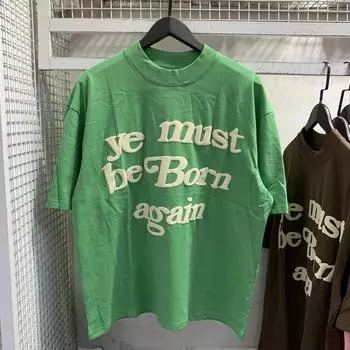 ye must
be Born
again
ye must
be Born
again